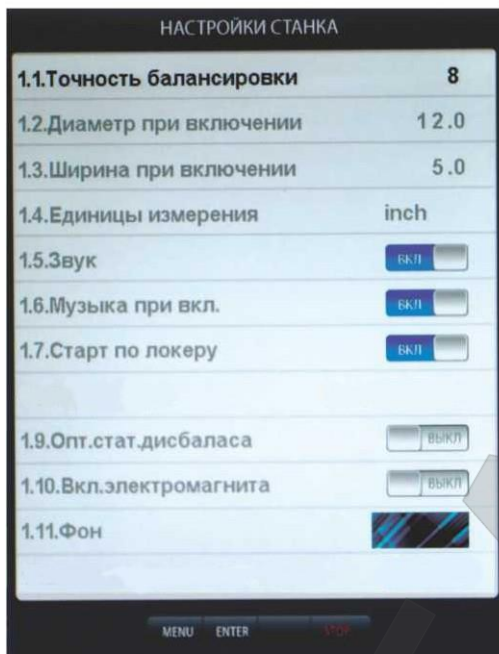 НАСТРОЙКИ СТАНКА
1.1.Точность балансировки 8
1.2.Диаметр при включении 12.0
1.3.Ширина при включении 5.0
1.4.Единицы измерения inch
1.5.Звук ВКЛ
1.6.Музыка при вкл. ВКЛ
1.7.Старт по локеру ВКЛ
1.9.Опт.стат.дисбаласа ВЫКЛ
1.10.Вкл.электромагнита ВЫКЛ
1.11.Фон
MENU ENTER STOP